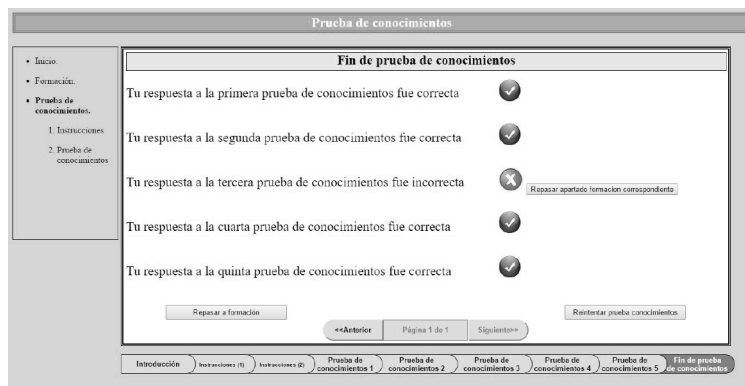 Prueba de conocimientos
• Inicio.
• Formación.
• Prueba de
conocimientos.
1. Instrucciones
2. Prueba de
conocimientos
Fin de prueba de conocimientos
Tu respuesta a la primera prueba de conocimientos fue correcta
Tu respuesta a la segunda prueba de conocimientos fue correcta
Tu respuesta a la tercera prueba de conocimientos fue incorrecta
Repasar apartado formacion correspondiente
Tu respuesta a la cuarta prueba de conocimientos fue correcta
Tu respuesta a la quinta prueba de conocimientos fue correcta
Repasar a formación
Reintentar prueba conocimientos
<<Anterior
Página 1 de 1
Siguiente>>
Introducción
Instrucciones (1)
Instrucciones (2)
Prueba de
conocimientos 1
Prueba de
conocimientos 2
Prueba de
conocimientos 3
Prueba de
conocimientos 4
Prueba de
conocimientos 5
Fin de prueba
de conocimientos